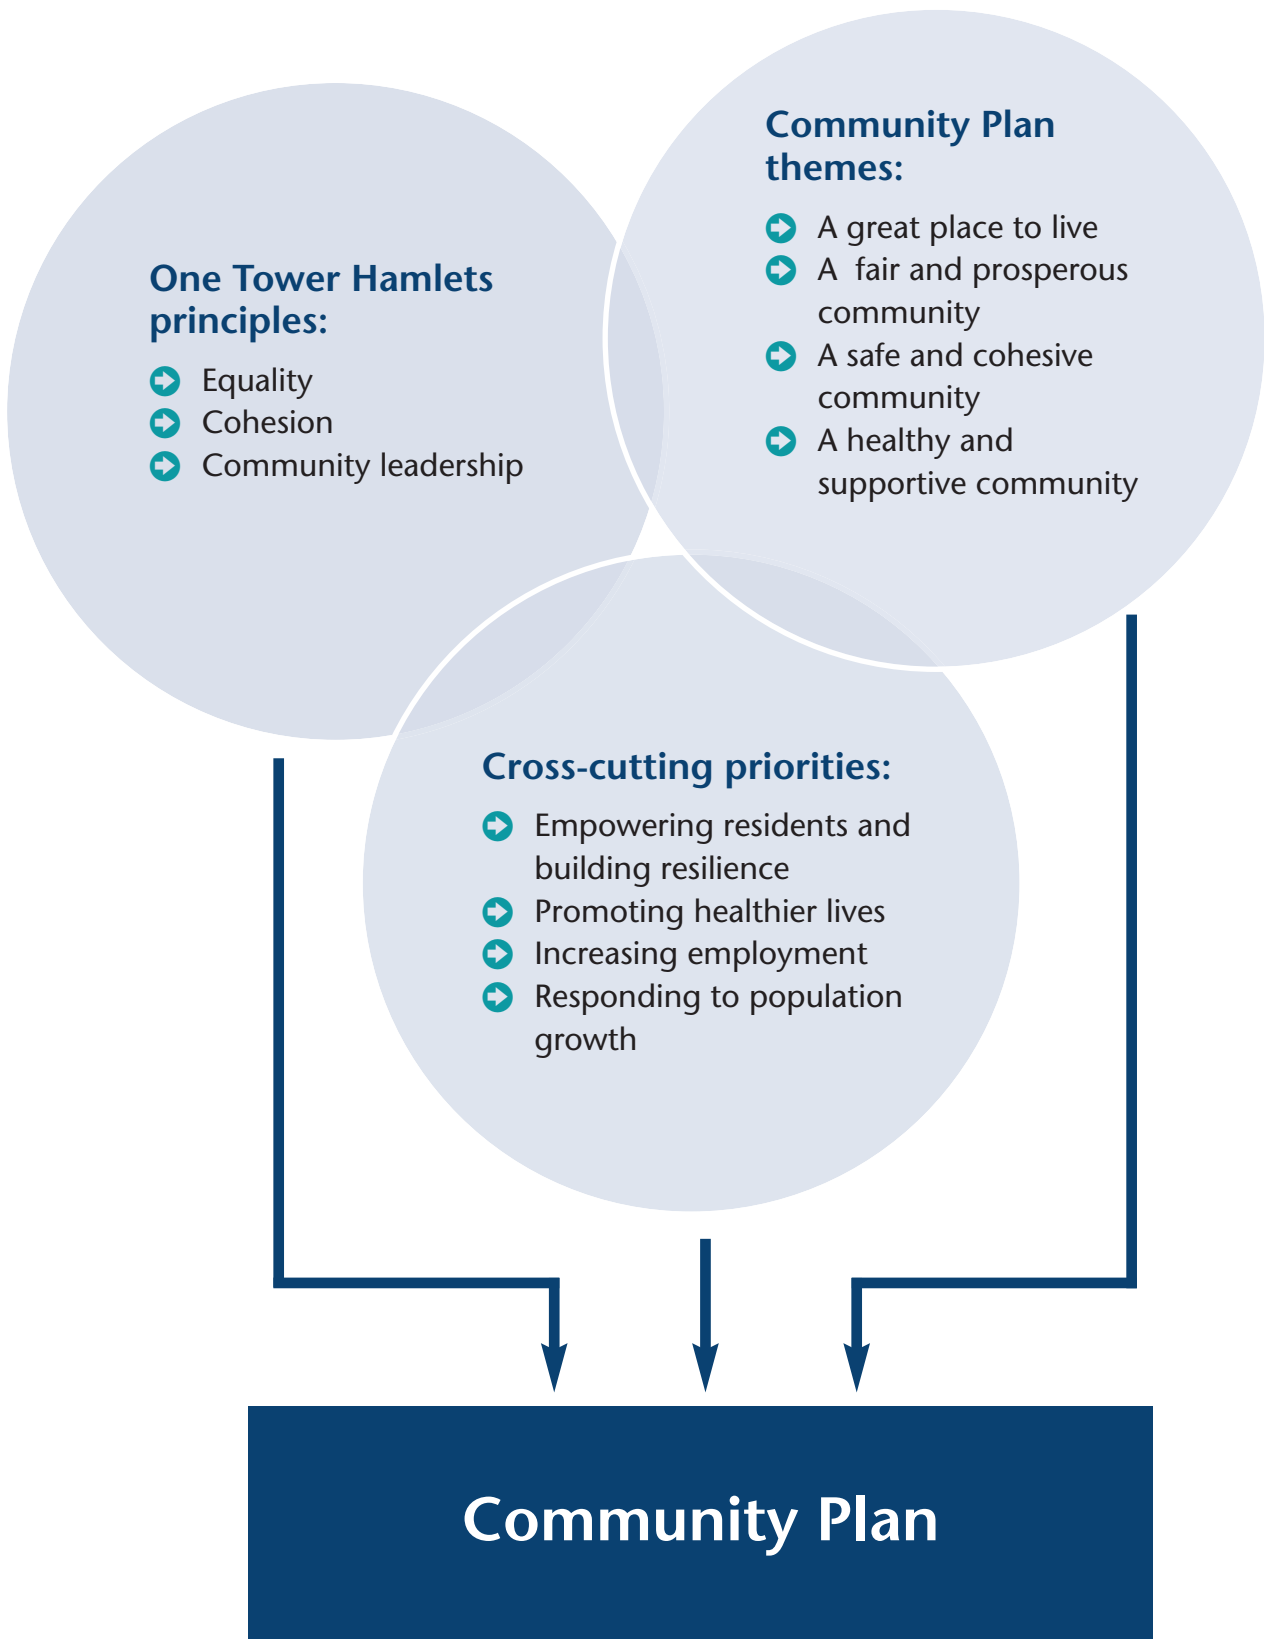 One Tower Hamlets
principles:
Equality
Cohesion
Community leadership
Community Plan
themes:
A great place to live
A fair and prosperous
community
A safe and cohesive
community
A healthy and
supportive community
Cross-cutting priorities:
Empowering residents and
building resilience
Promoting healthier lives
Increasing employment
Responding to population
growth
Community Plan